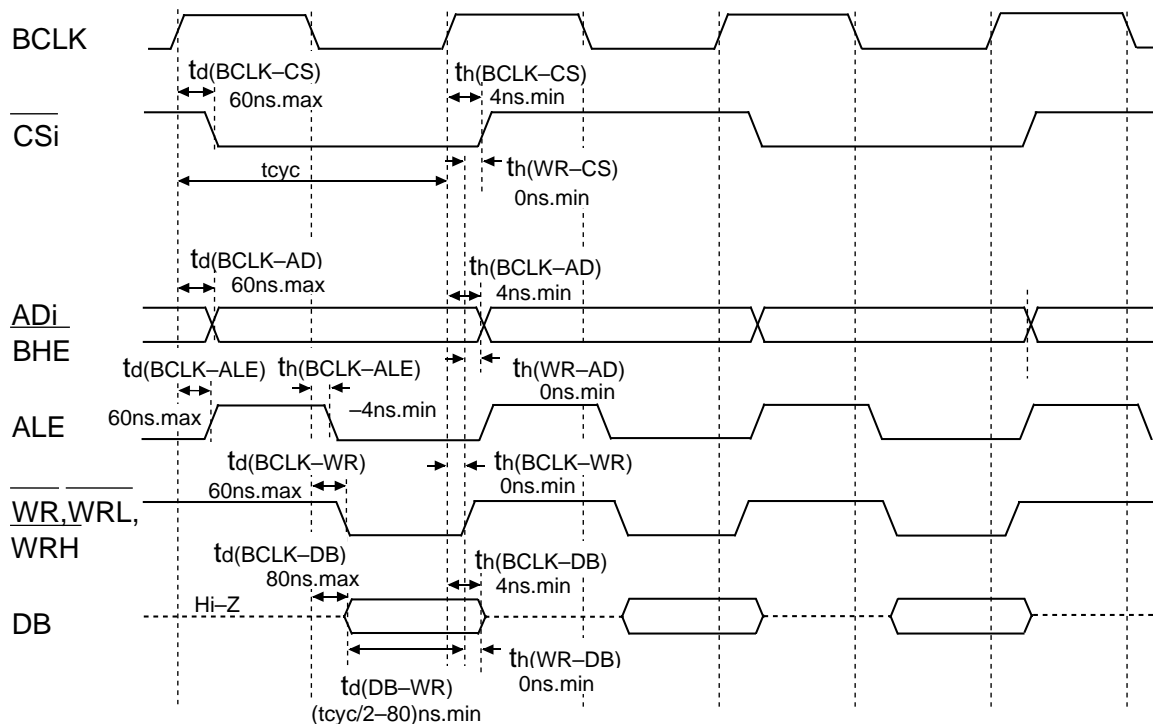 BCLK
td(BCLK–CS)
60ns.max
th(BCLK–CS)
4ns.min
CSi
tcyc
th(WR–CS)
0ns.min
td(BCLK–AD)
60ns.max
th(BCLK–AD)
4ns.min
ADi
BHE
td(BCLK–ALE)
th(BCLK–ALE)
th(WR–AD)
0ns.min
60ns.max
–4ns.min
ALE
td(BCLK–WR)
60ns.max
th(BCLK–WR)
0ns.min
WR,WRL,
WRH
td(BCLK–DB)
80ns.max
th(BCLK–DB)
4ns.min
Hi–Z
DB
th(WR–DB)
0ns.min
td(DB–WR)
(tcyc/2–80)ns.min